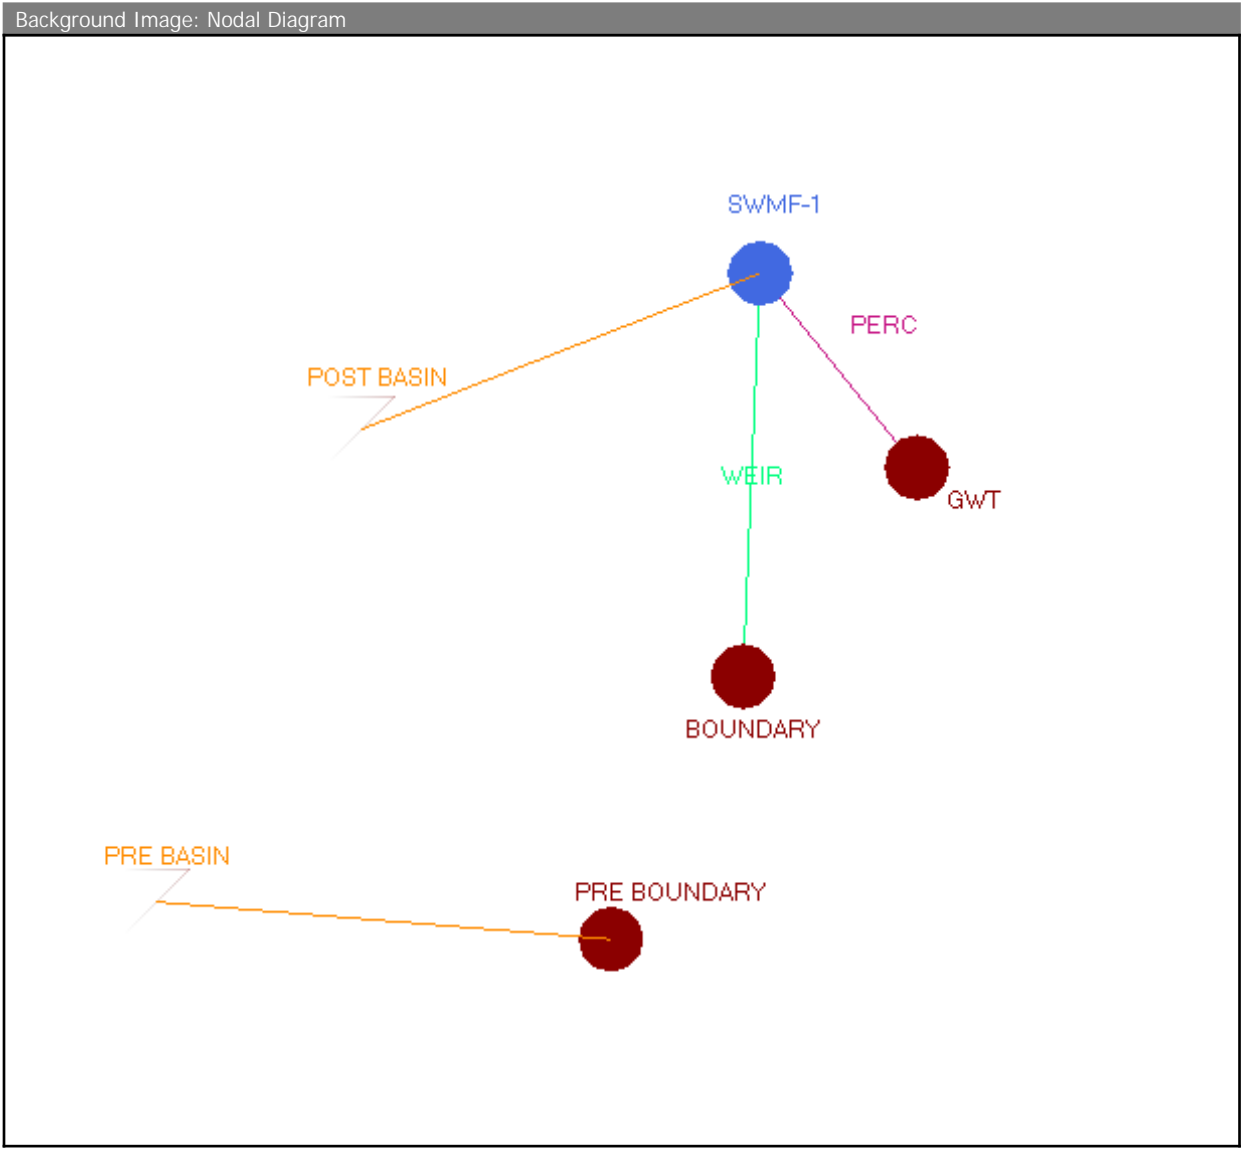 Background Image: Nodal Diagram
SWMF-1
PERC
POST BASIN
WEIR
GWT
BOUNDARY
PRE BASIN
PRE BOUNDARY